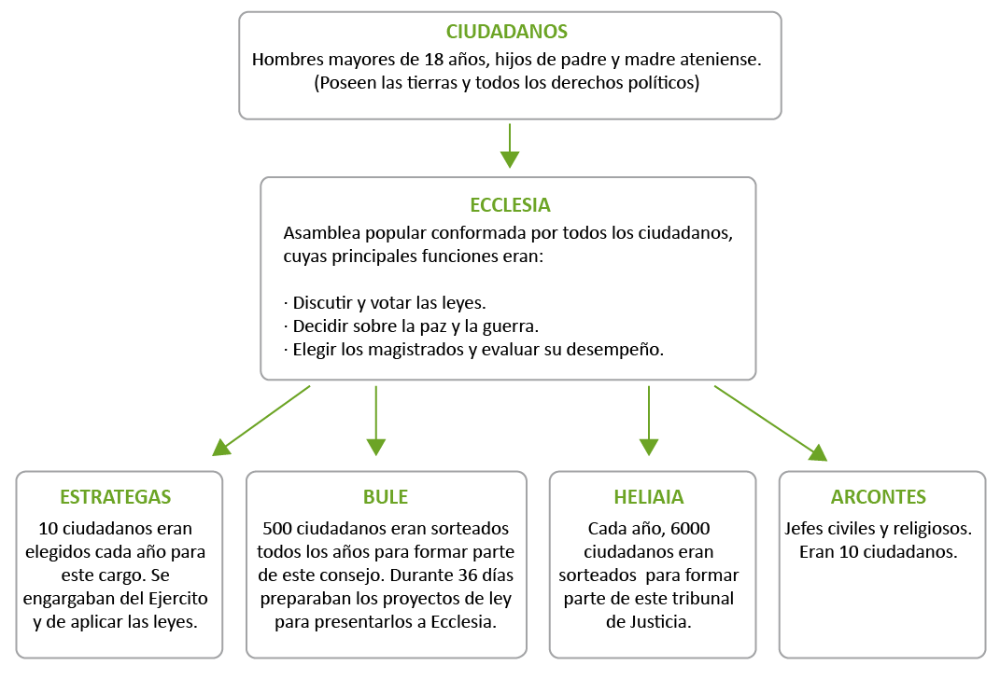 CIUDADANOS
Hombres mayores de 18 años, hijos de padre y madre ateniense.
(Poseen las tierras y todos los derechos políticos)
ECCLESIA
Asamblea popular conformada por todos los ciudadanos,
cuyas principales funciones eran:
· Discutir y votar las leyes.
· Decidir sobre la paz y la guerra.
· Elegir los magistrados y evaluar su desempeño.
ESTRATEGAS
10 ciudadanos eran
elegidos cada año para
este cargo. Se
engargaban del Ejercito
y de aplicar las leyes.
BULE
500 ciudadanos eran sorteados
todos los años para formar parte
de este consejo. Durante 36 días
preparaban los proyectos de ley
para presentarlos a Ecclesia.
HELIAIA
Cada año, 6000
ciudadanos eran
sorteados para formar
parte de este tribunal
de Justicia.
ARCONTES
Jefes civiles y religiosos.
Eran 10 ciudadanos.